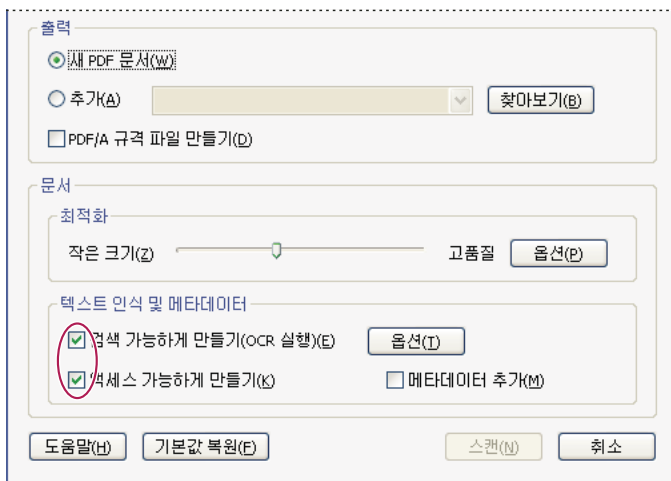 출력
새 PDF 문서(W)
추가(A) 찾아보기(B)
PDF/A 규격 파일 만들기(D)
문서
최적화
작은 크기(Z) 고품질 옵션(P)
텍스트 인식 및 메타데이터
검색 가능하게 만들기(OCR 실행)(E) 옵션(T)
액세스 가능하게 만들기(K) 메타데이터 추가(M)
도움말(H) 기본값 복원(F) 스캔(N) 취소